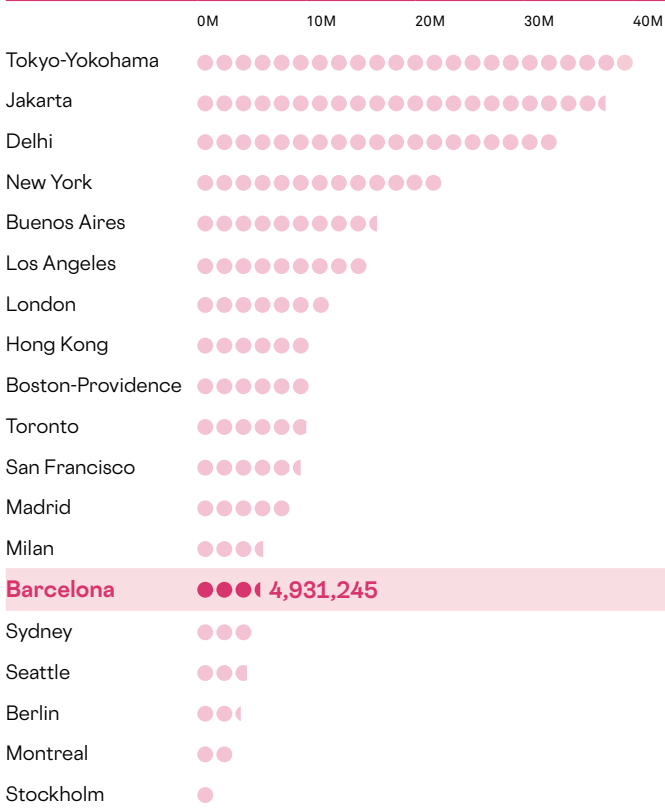 0M 10M 20M 30M 40M
Tokyo-Yokohama
Jakarta
Delhi
New York
Buenos Aires
Los Angeles
London
Hong Kong
Boston-Providence
Toronto
San Francisco
Madrid
Milan
Barcelona 4,931,245
Sydney
Seattle
Berlin
Montreal
Stockholm